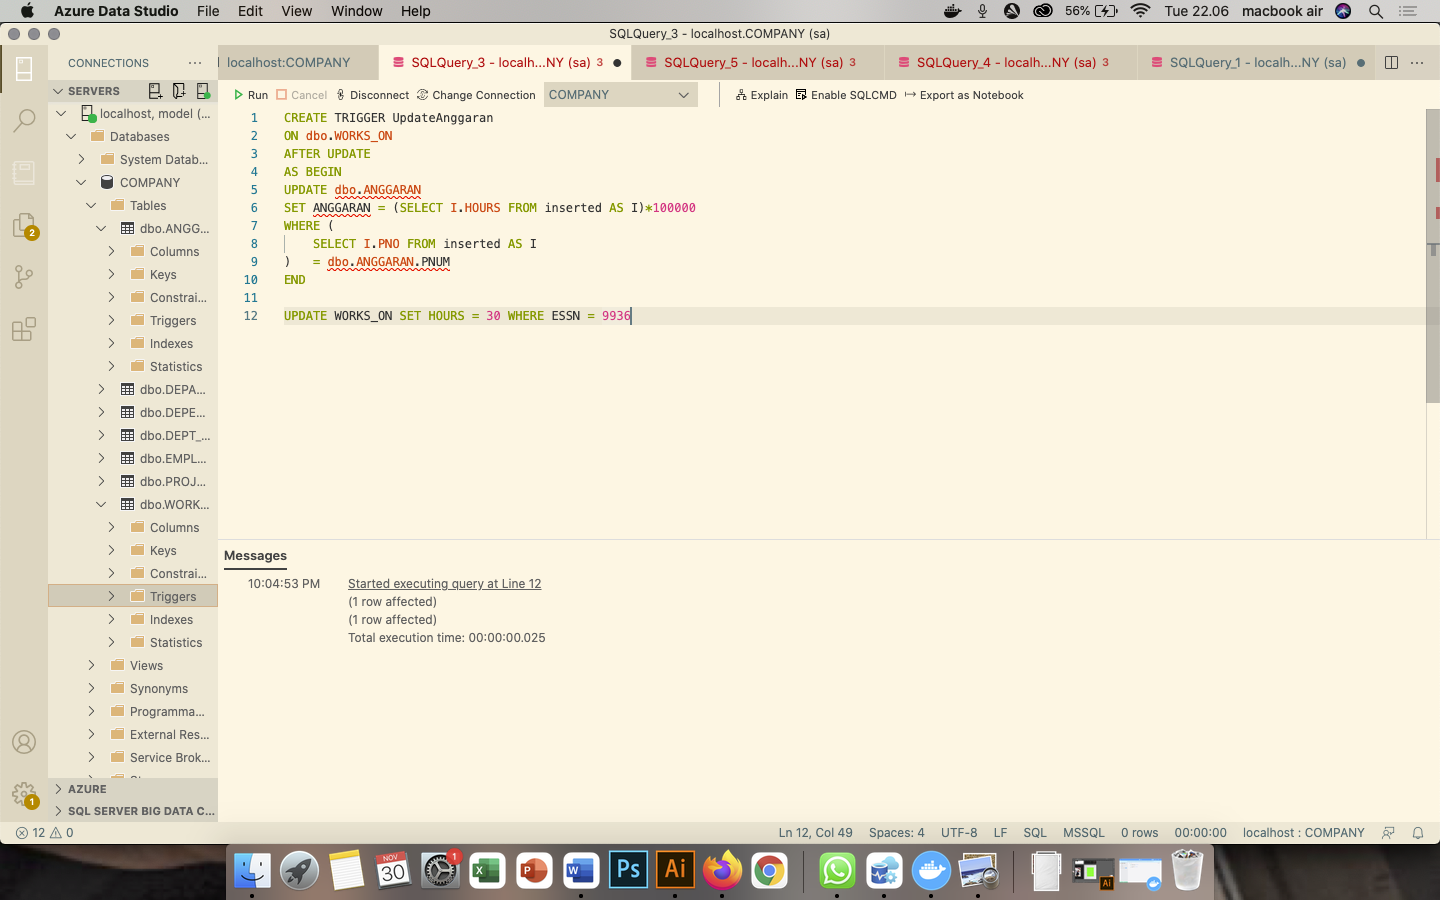 Azure Data Studio File Edit View Window Help 56% Tue 22.06 macbook air
SQLQuery_3 - localhost.COMPANY (sa)
CONNECTIONS ...
localhost:COMPANY
SQLQuery_3 - localh...NY (sa) 3
SQLQuery_5 - localh...NY (sa) 3
SQLQuery_4 - localh...NY (sa) 3
SQLQuery_1 - localh...NY (sa)
SERVERS
Run Cancel Disconnect Change Connection COMPANY Explain Enable SQLCMD Export as Notebook
localhost, model (...
Databases
System Datab...
COMPANY
Tables
dbo.ANGG...
Columns
Keys
Constrai...
Triggers
Indexes
Statistics
dbo.DEPA...
dbo.DEPE...
dbo.DEPT_...
dbo.EMPL...
dbo.PROJ...
dbo.WORK...
Columns
Keys
Constrai...
Triggers
Indexes
Statistics
Views
Synonyms
Programma...
External Res...
Service Brok...
AZURE
SQL SERVER BIG DATA C...
2
1
1 CREATE TRIGGER UpdateAnggaran
2 ON dbo.WORKS_ON
3 AFTER UPDATE
4 AS BEGIN
5 UPDATE dbo.ANGGARAN
6 SET ANGGARAN = (SELECT I.HOURS FROM inserted AS I)*100000
7 WHERE (
8 SELECT I.PNO FROM inserted AS I
9 ) = dbo.ANGGARAN.PNUM
10 END
11
12 UPDATE WORKS_ON SET HOURS = 30 WHERE ESSN = 9936
Messages
10:04:53 PM Started executing query at Line 12
(1 row affected)
(1 row affected)
Total execution time: 00:00:00.025
12 0 Ln 12, Col 49 Spaces: 4 UTF-8 LF SQL MSSQL 0 rows 00:00:00 localhost : COMPANY
NOV
30
1
X
P
W
Ps
Ai
Ai